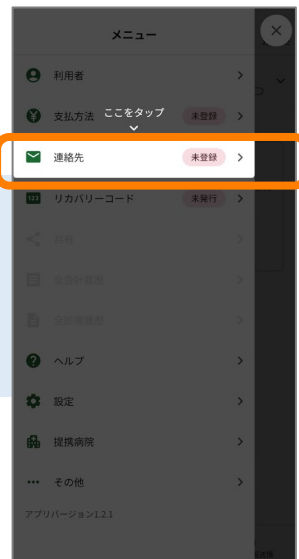 メニュー
利用者
支払方法 ここをタップ 未登録
連絡先 未登録
123 リカバリーコード 未発行
共有
ヘルプ
設定
提携病院
その他
アプリバージョン1.2.1